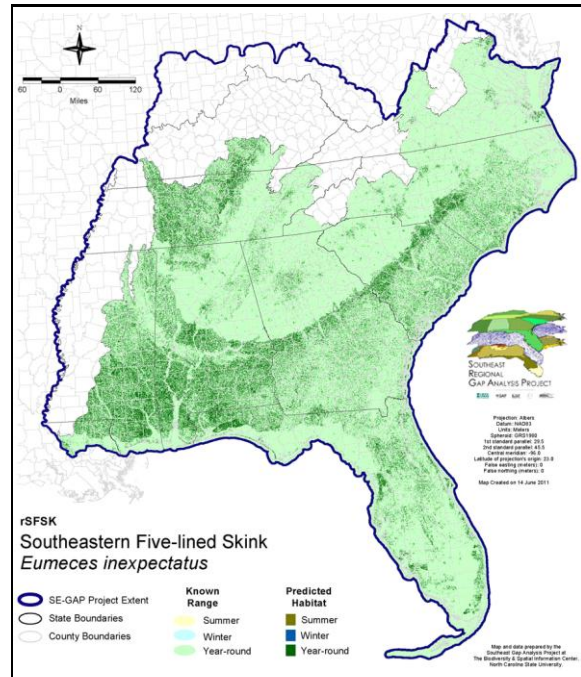 N
60
0
120
Miles
SOUTHEAST
REGIONAL
GAP ANALYSIS PROJECT
Projection: Albers
Datum: NAD83
Units: Meters
Spheroid: GRS1980
1st standard parallel: 29.5
2nd standard parallel: 45.5
Central meridian: -96.0
Latitude of projection's origin: 23.0
False easting (meters): 0
False northing (meters): 0
Map Created on 14 June 2011
rSFSK
Southeastern Five-lined Skink
Eumeces inexpectatus
SE-GAP Project Extent
State Boundaries
County Boundaries
Known
Range
Summer
Winter
Year-round
Predicted
Habitat
Summer
Winter
Year-round
Map and data prepared by the
Southeast Gap Analysis Project at
The Biodiversity & Spatial Information Center,
North Carolina State University.